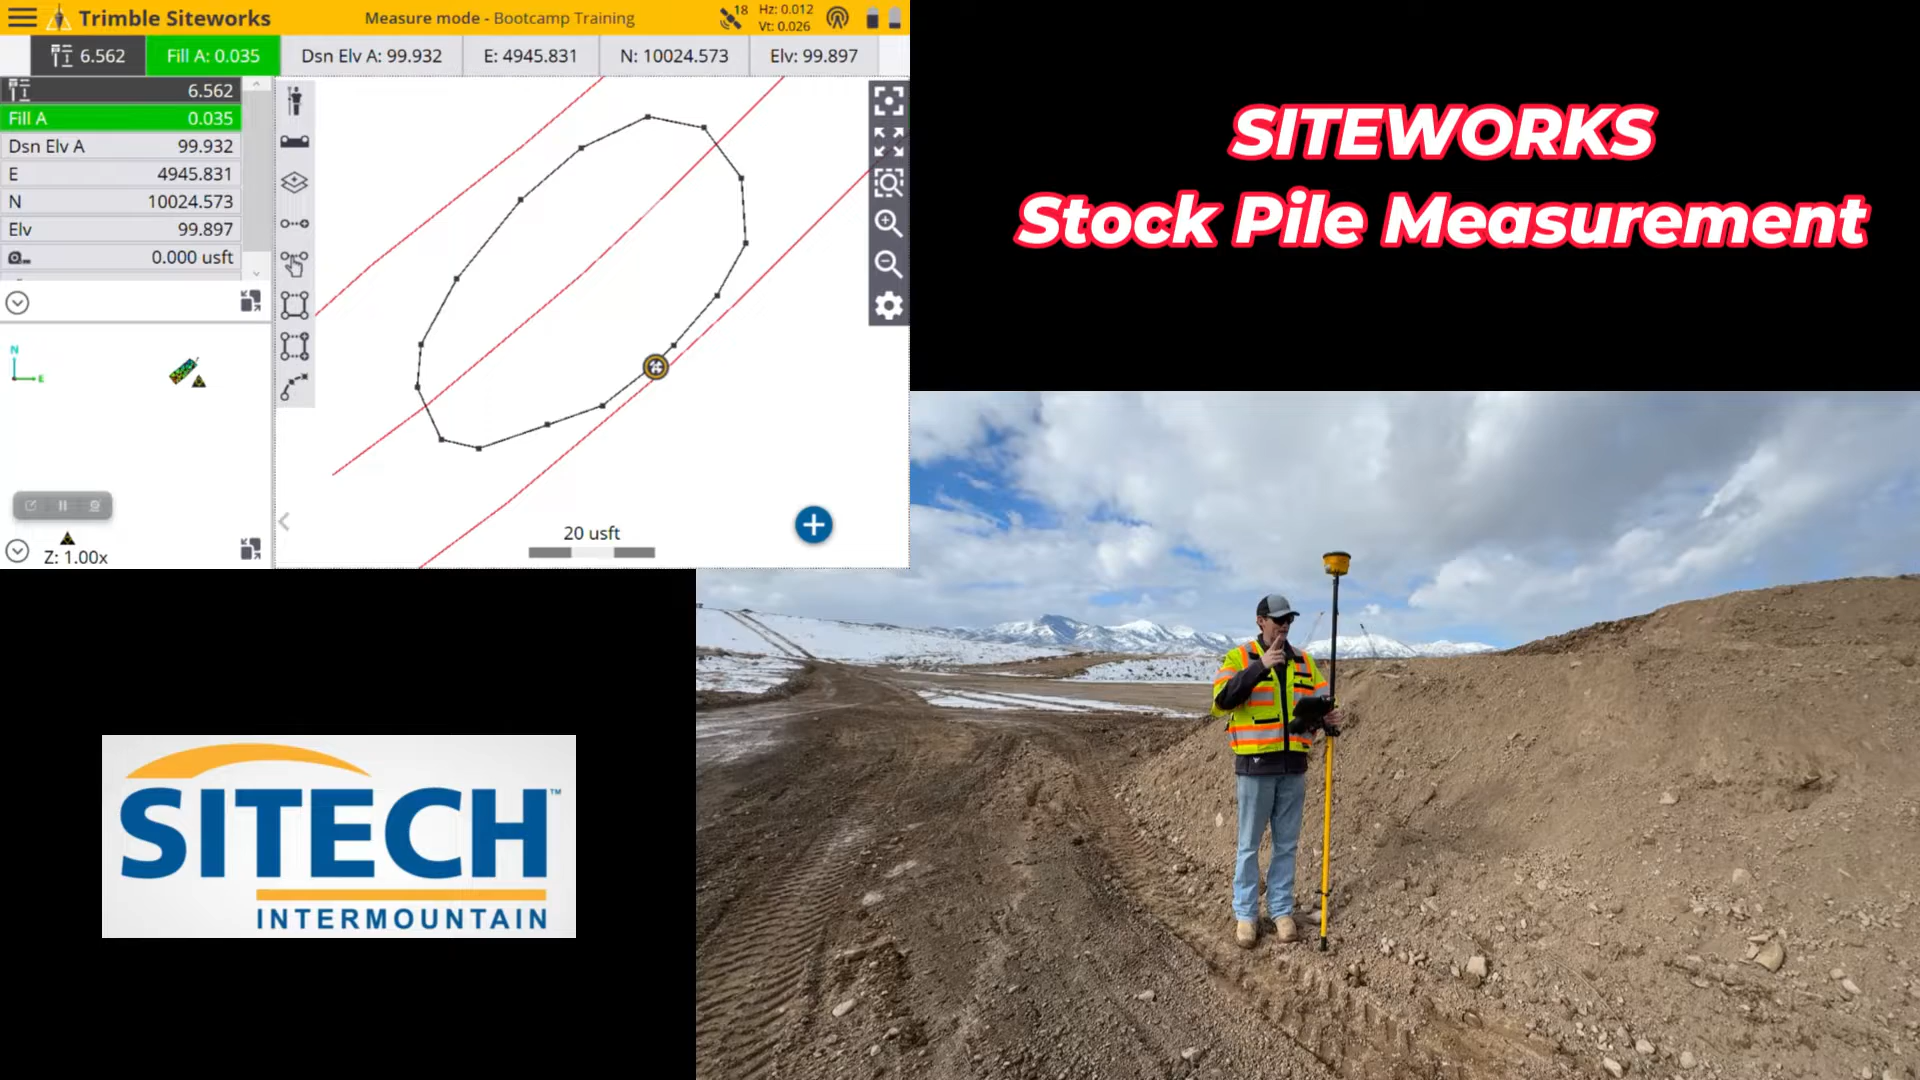 Trimble Siteworks
Measure mode - Bootcamp Training
18
Hz: 0.012
Vt: 0.026
6.562
Fill A: 0.035
Dsn Elv A: 99.932
E: 4945.831
N: 10024.573
Elv: 99.897
6.562
Fill A 0.035
Dsn Elv A 99.932
E 4945.831
N 10024.573
Elv 99.897
0.000 usft
N
E
Z: 1.00x
20 usft
SITEWORKS
Stock Pile Measurement
SITECH™
INTERMOUNTAIN